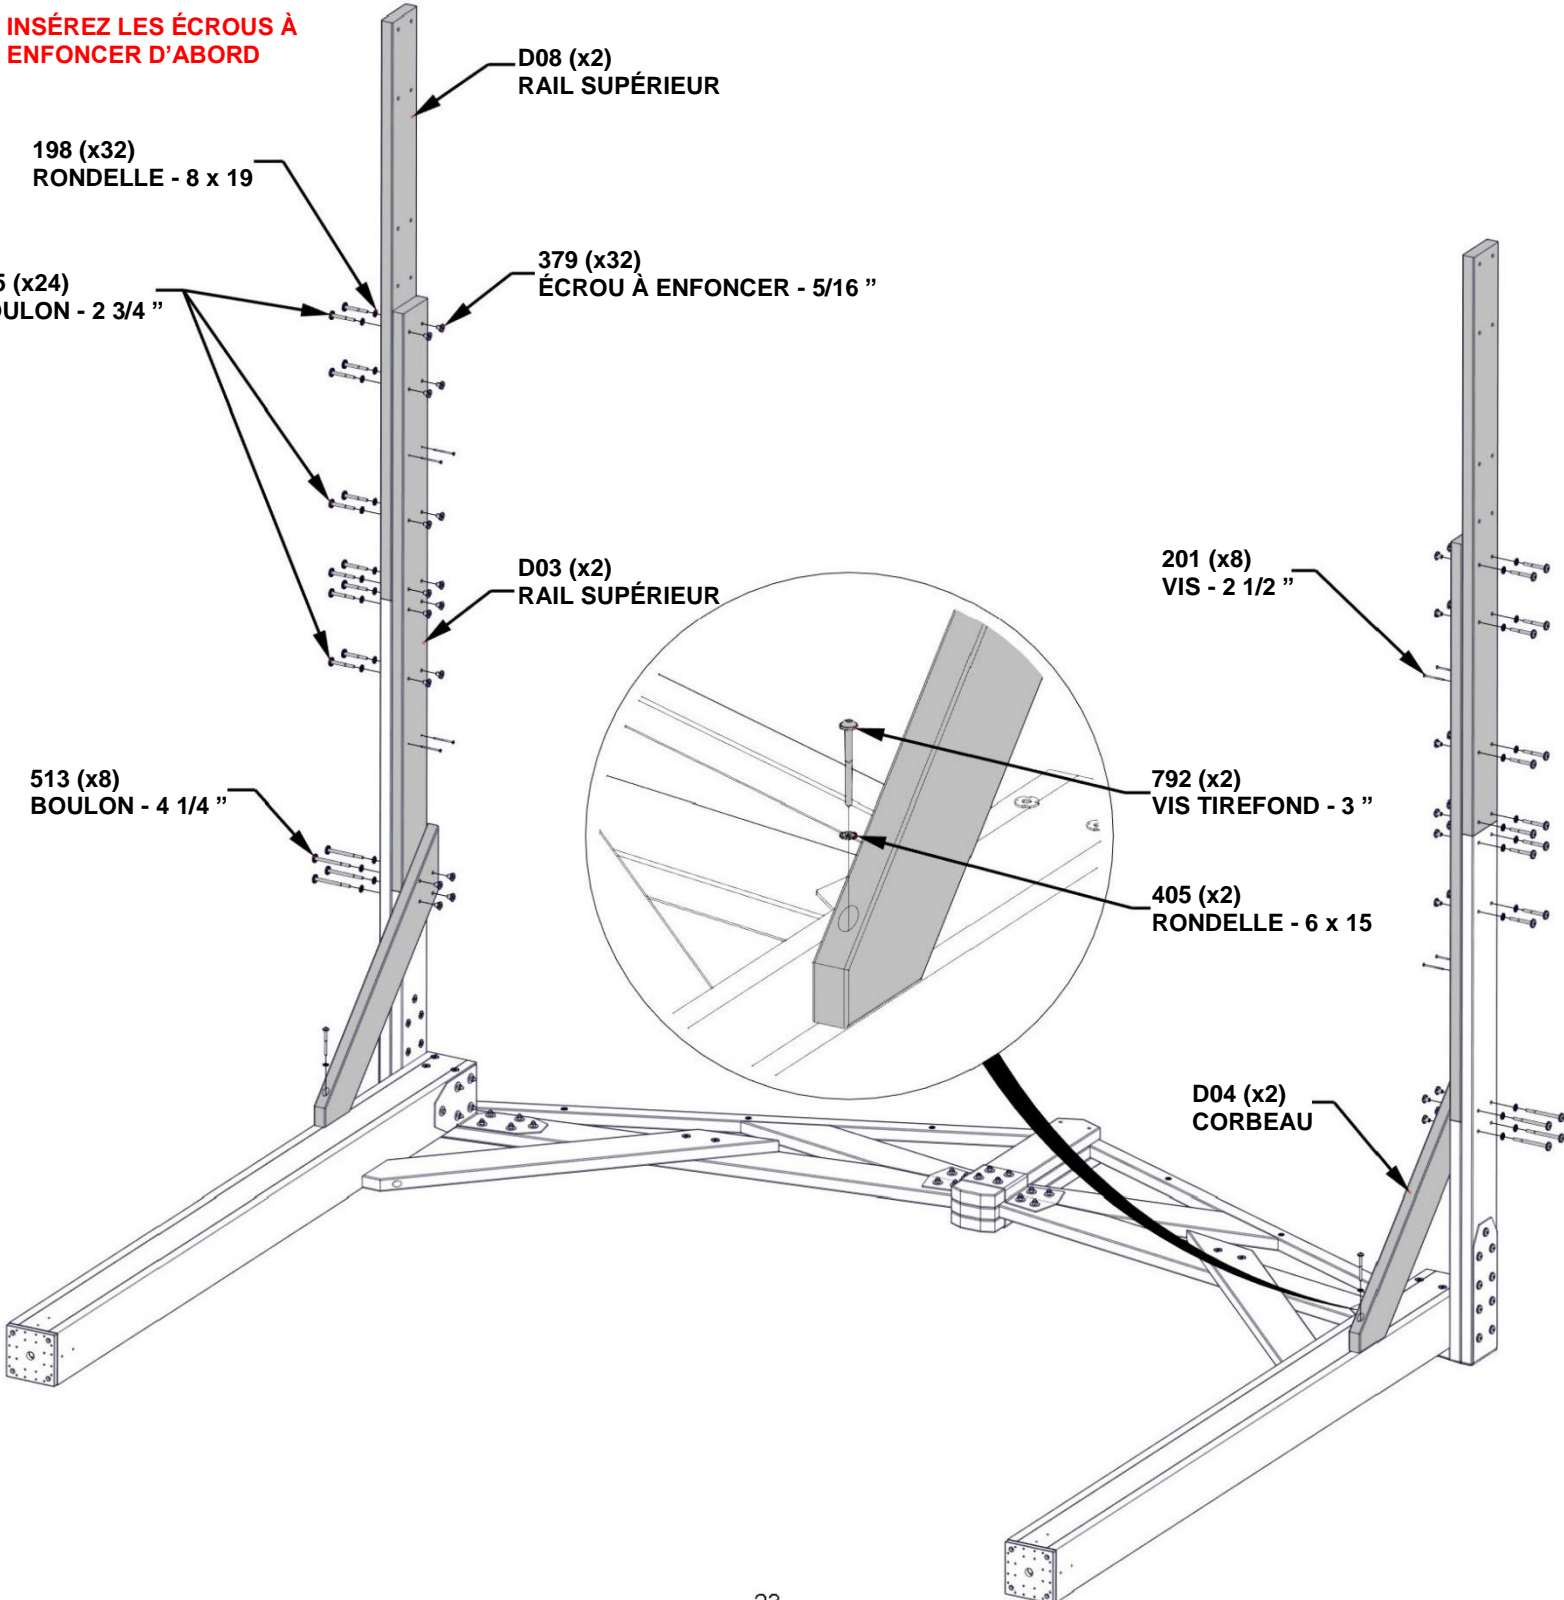 INSÉREZ LES ÉCROUS À
ENFONCER D’ABORD
D08 (x2)
RAIL SUPÉRIEUR
198 (x32)
RONDELLE - 8 x 19
5 (x24)
ULON - 2 3/4 ”
379 (x32)
ÉCROU À ENFONCER - 5/16 ”
D03 (x2)
RAIL SUPÉRIEUR
201 (x8)
VIS - 2 1/2 ”
513 (x8)
BOULON - 4 1/4 ”
792 (x2)
VIS TIREFOND - 3 ”
405 (x2)
RONDELLE - 6 x 15
D04 (x2)
CORBEAU